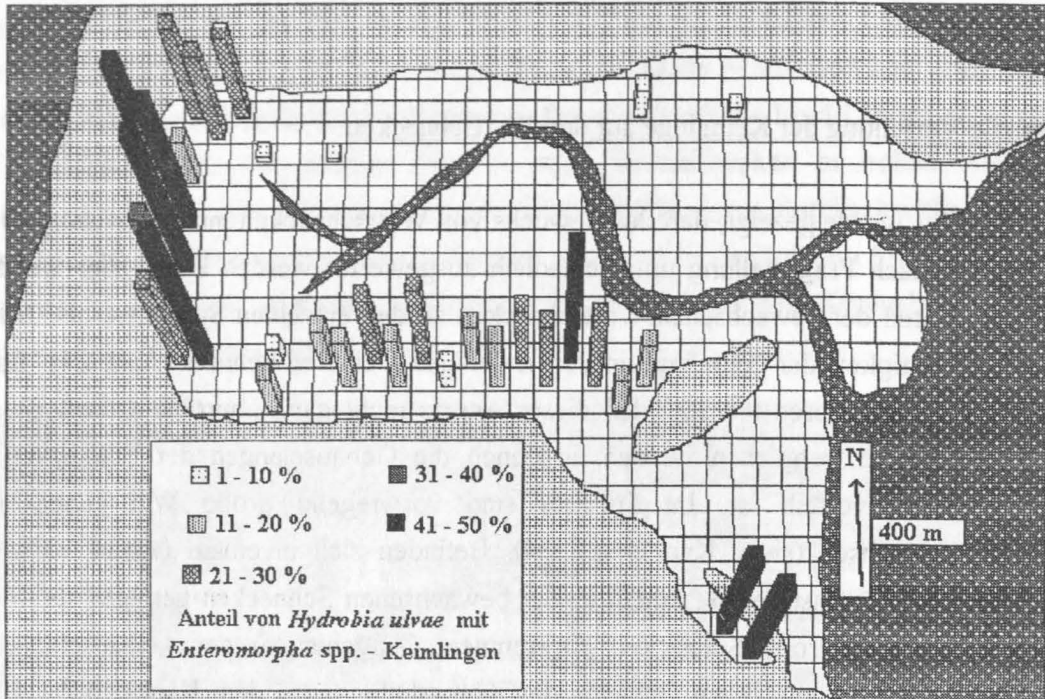 1 - 10 %
11 - 20 %
21 - 30 %
31 - 40 %
41 - 50 %
Anteil von Hydrobia ulvae mit
Enteromorpha spp. - Keimlingen
N
400 m